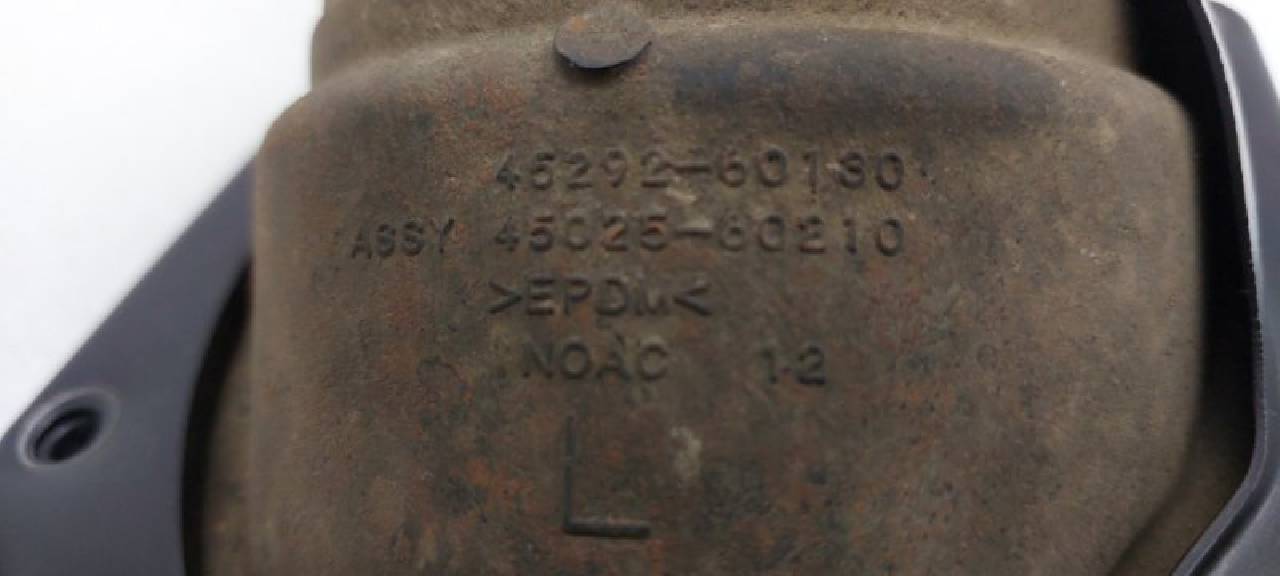 45292-60130
ASSY 45025-60210
>EPDM<
NOAC 1-2
L